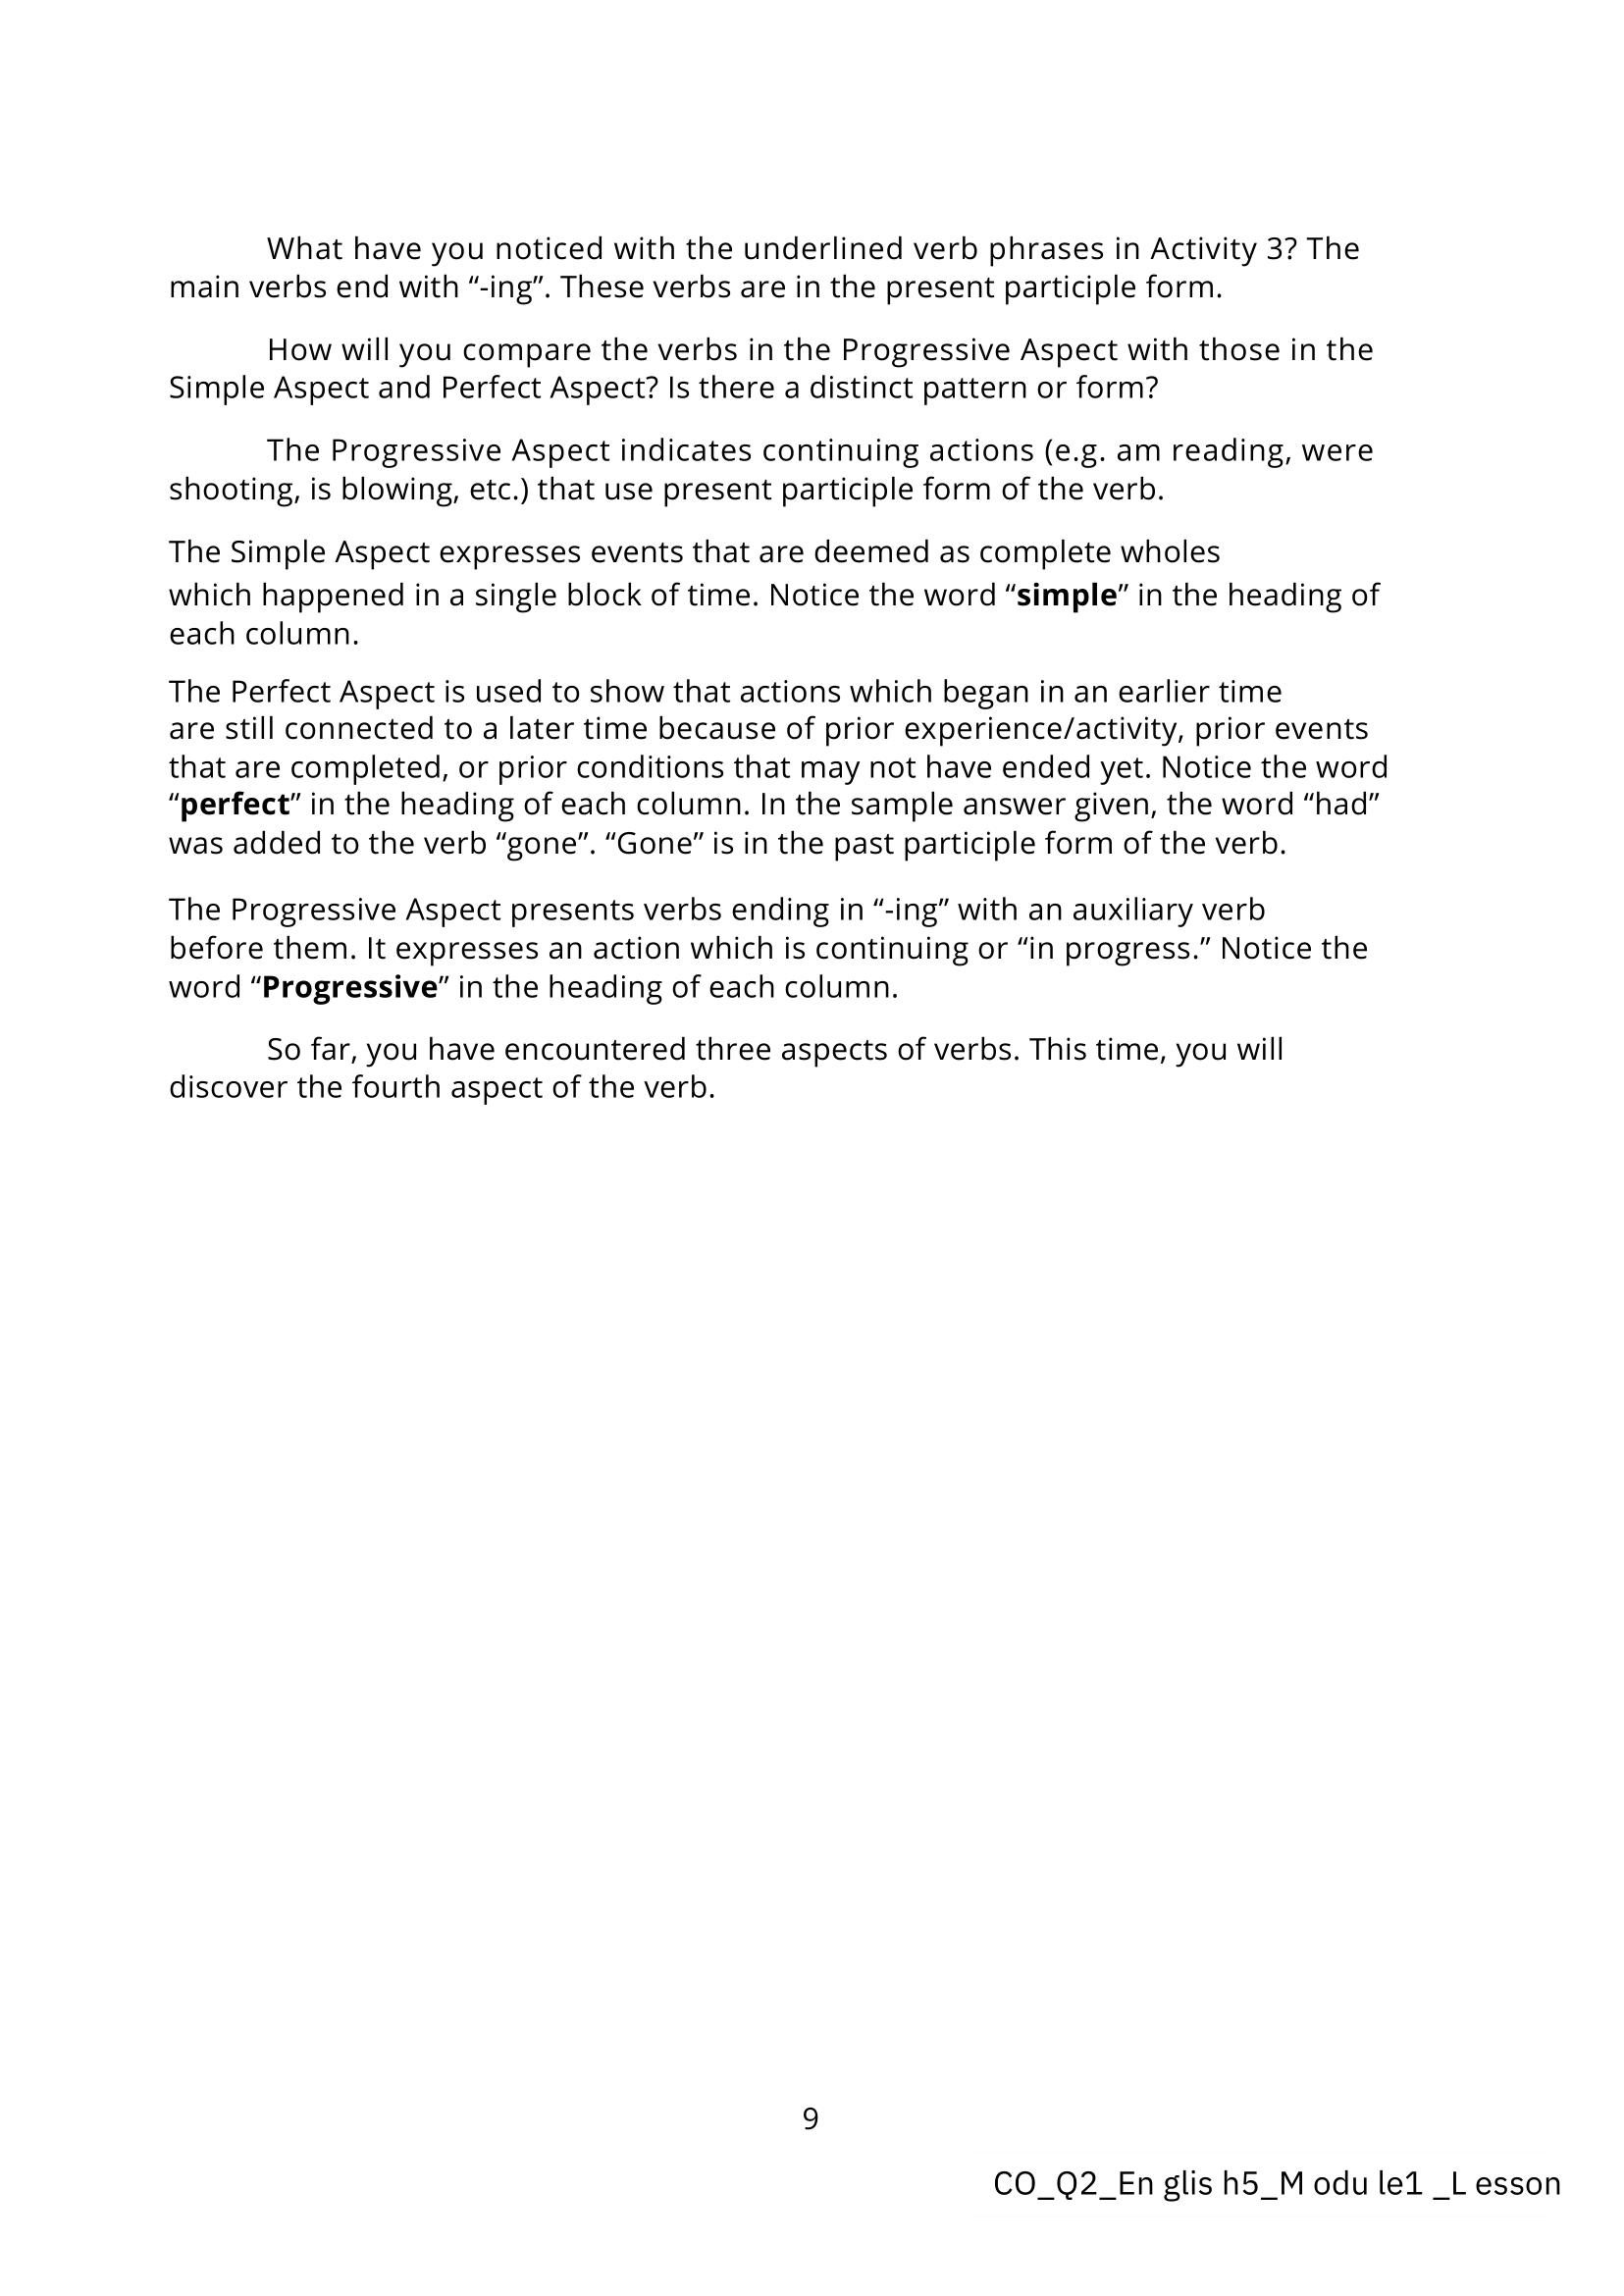 What have you noticed with the underlined verb phrases in Activity 3? The
main verbs end with “-ing”. These verbs are in the present participle form.
How will you compare the verbs in the Progressive Aspect with those in the
Simple Aspect and Perfect Aspect? Is there a distinct pattern or form?
The Progressive Aspect indicates continuing actions (e.g. am reading, were
shooting, is blowing, etc.) that use present participle form of the verb.
The Simple Aspect expresses events that are deemed as complete wholes
which happened in a single block of time. Notice the word “simple” in the heading of
each column.
The Perfect Aspect is used to show that actions which began in an earlier time
are still connected to a later time because of prior experience/activity, prior events
that are completed, or prior conditions that may not have ended yet. Notice the word
“perfect” in the heading of each column. In the sample answer given, the word “had”
was added to the verb “gone”. “Gone” is in the past participle form of the verb.
The Progressive Aspect presents verbs ending in “-ing” with an auxiliary verb
before them. It expresses an action which is continuing or “in progress.” Notice the
word “Progressive” in the heading of each column.
So far, you have encountered three aspects of verbs. This time, you will
discover the fourth aspect of the verb.
9
CO_Q2_En glis h5_M odu le1 _L esson